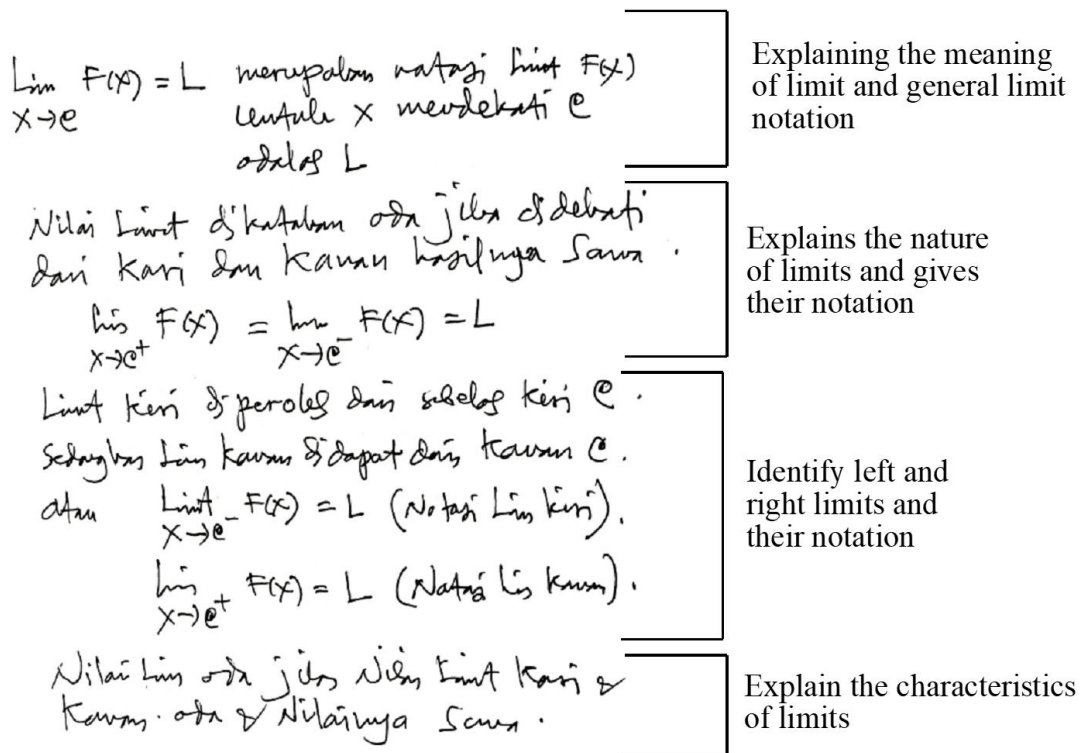 Lim F(x) = L merupakan notasi limit F(x)
x→c untuk x mendekati c
adalah L
Explaining the meaning
of limit and general limit
notation
Nilai Limit dikatakan ada jika didekati
dari Kiri dan Kanan hasilnya Sama.
lim F(x) = lim F(x) = L
x→c⁺ x→c⁻
Explains the nature
of limits and gives
their notation
Limit Kiri diperoleh dari sebelah kiri c.
Sedangkan Lim kanan didapat dari kanan c.
atau Limit F(x) = L (Notasi Lim kiri).
x→c⁻
lim F(x) = L (Notasi Lim kanan).
x→c⁺
Identify left and
right limits and
their notation
Nilai Lim ada jika Nilai Limit Kiri &
Kanan ada & Nilainya Sama.
Explain the characteristics
of limits